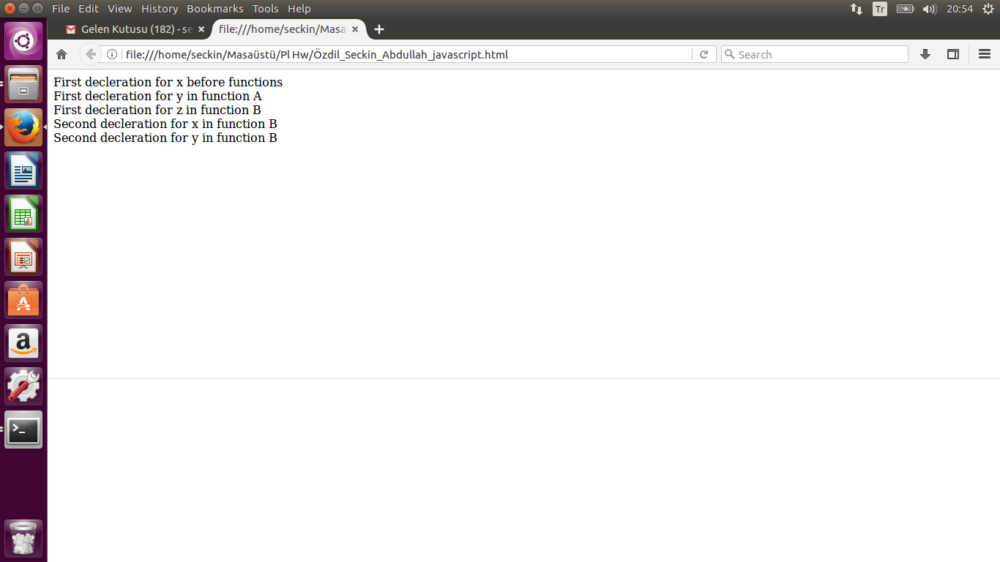 File Edit View History Bookmarks Tools Help
Tr
20:54
Gelen Kutusu (182) - se
file:///home/seckin/Masa
file:///home/seckin/Masaüstü/Pl Hw/Özdil_Seckin_Abdullah_javascript.html
Search
First decleration for x before functions
First decleration for y in function A
First decleration for z in function B
Second decleration for x in function B
Second decleration for y in function B